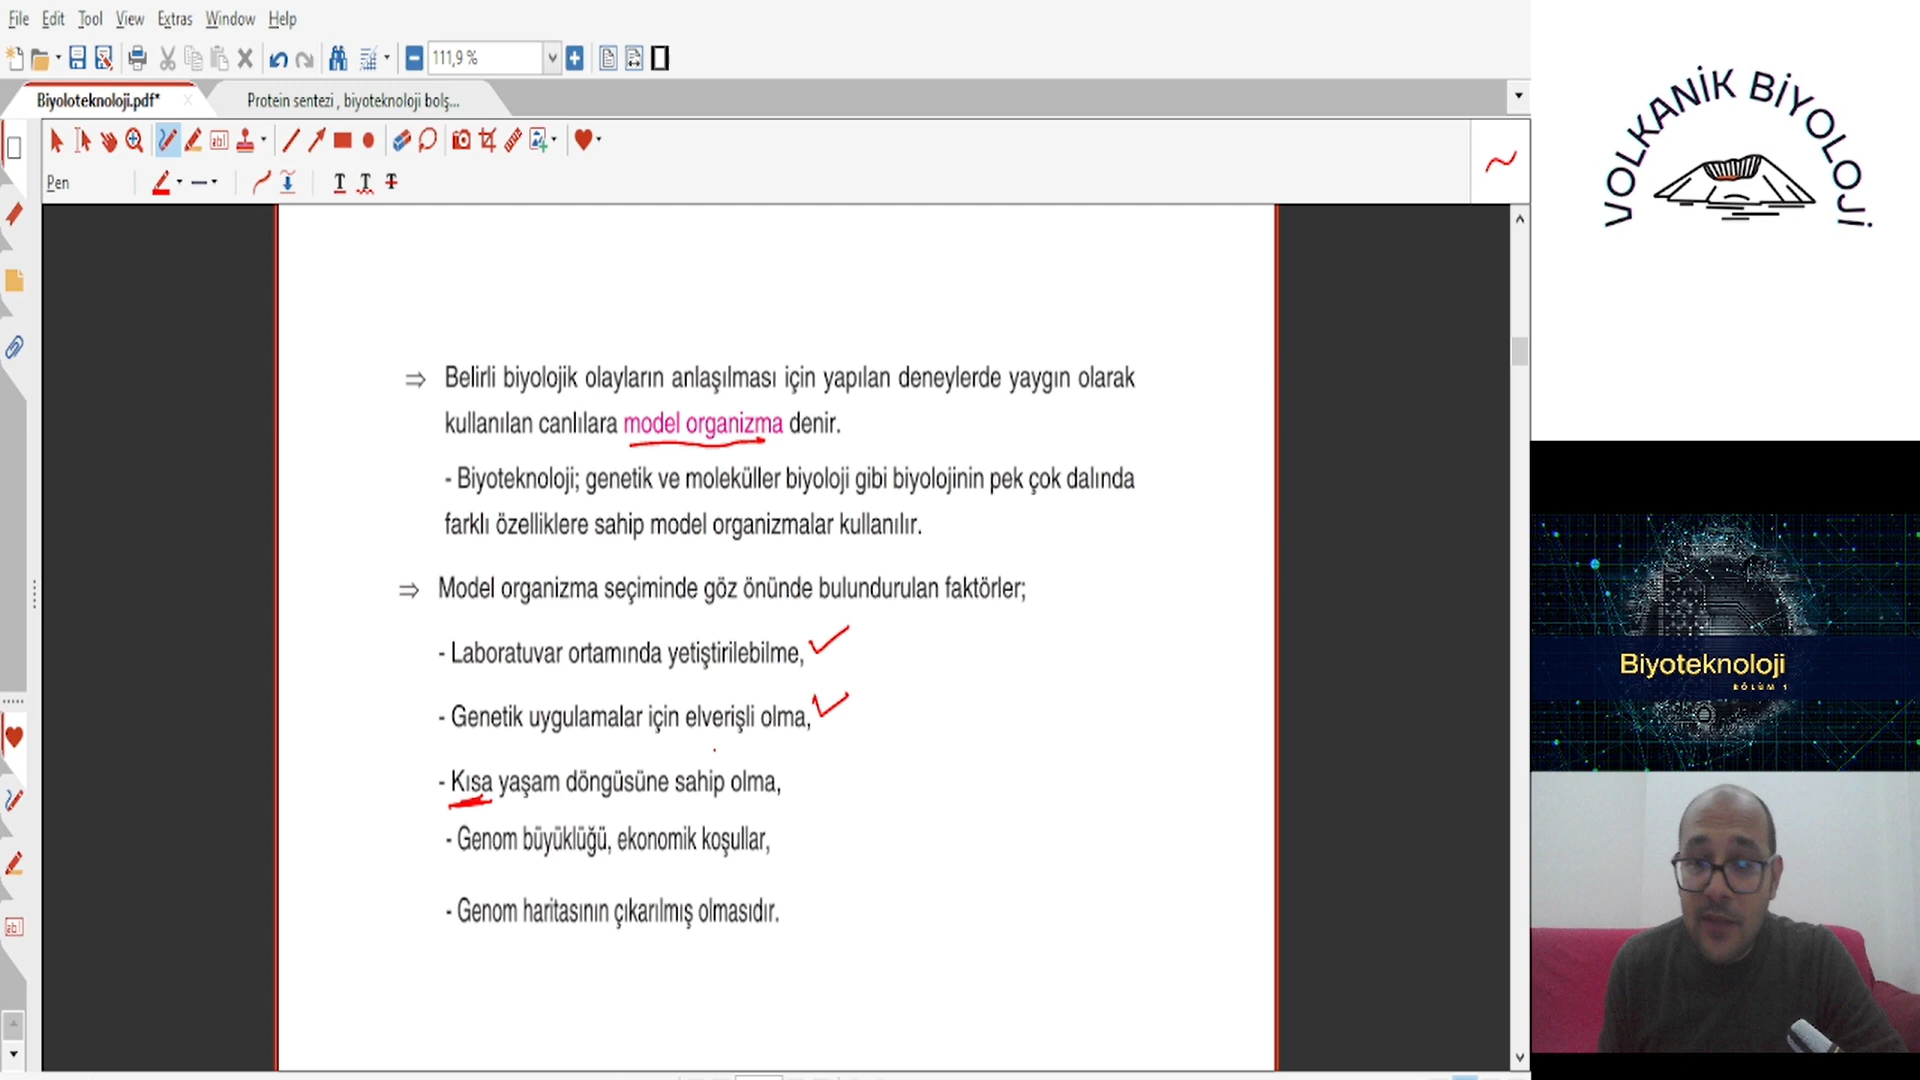 File Edit Tool View Extras Window Help
111,9 %
Biyoloteknoloji.pdf*
Protein sentezi , biyoteknoloji bolş...
Pen
Belirli biyolojik olayların anlaşılması için yapılan deneylerde yaygın olarak
kullanılan canlılara model organizma denir.
- Biyoteknoloji; genetik ve moleküller biyoloji gibi biyolojinin pek çok dalında
farklı özelliklere sahip model organizmalar kullanılır.
Model organizma seçiminde göz önünde bulundurulan faktörler;
- Laboratuvar ortamında yetiştirilebilme,
- Genetik uygulamalar için elverişli olma,
- Kısa yaşam döngüsüne sahip olma,
- Genom büyüklüğü, ekonomik koşullar,
- Genom haritasının çıkarılmış olmasıdır.
VOLKANİK BİYOLOJİ
Biyoteknoloji
BÖLÜM 1